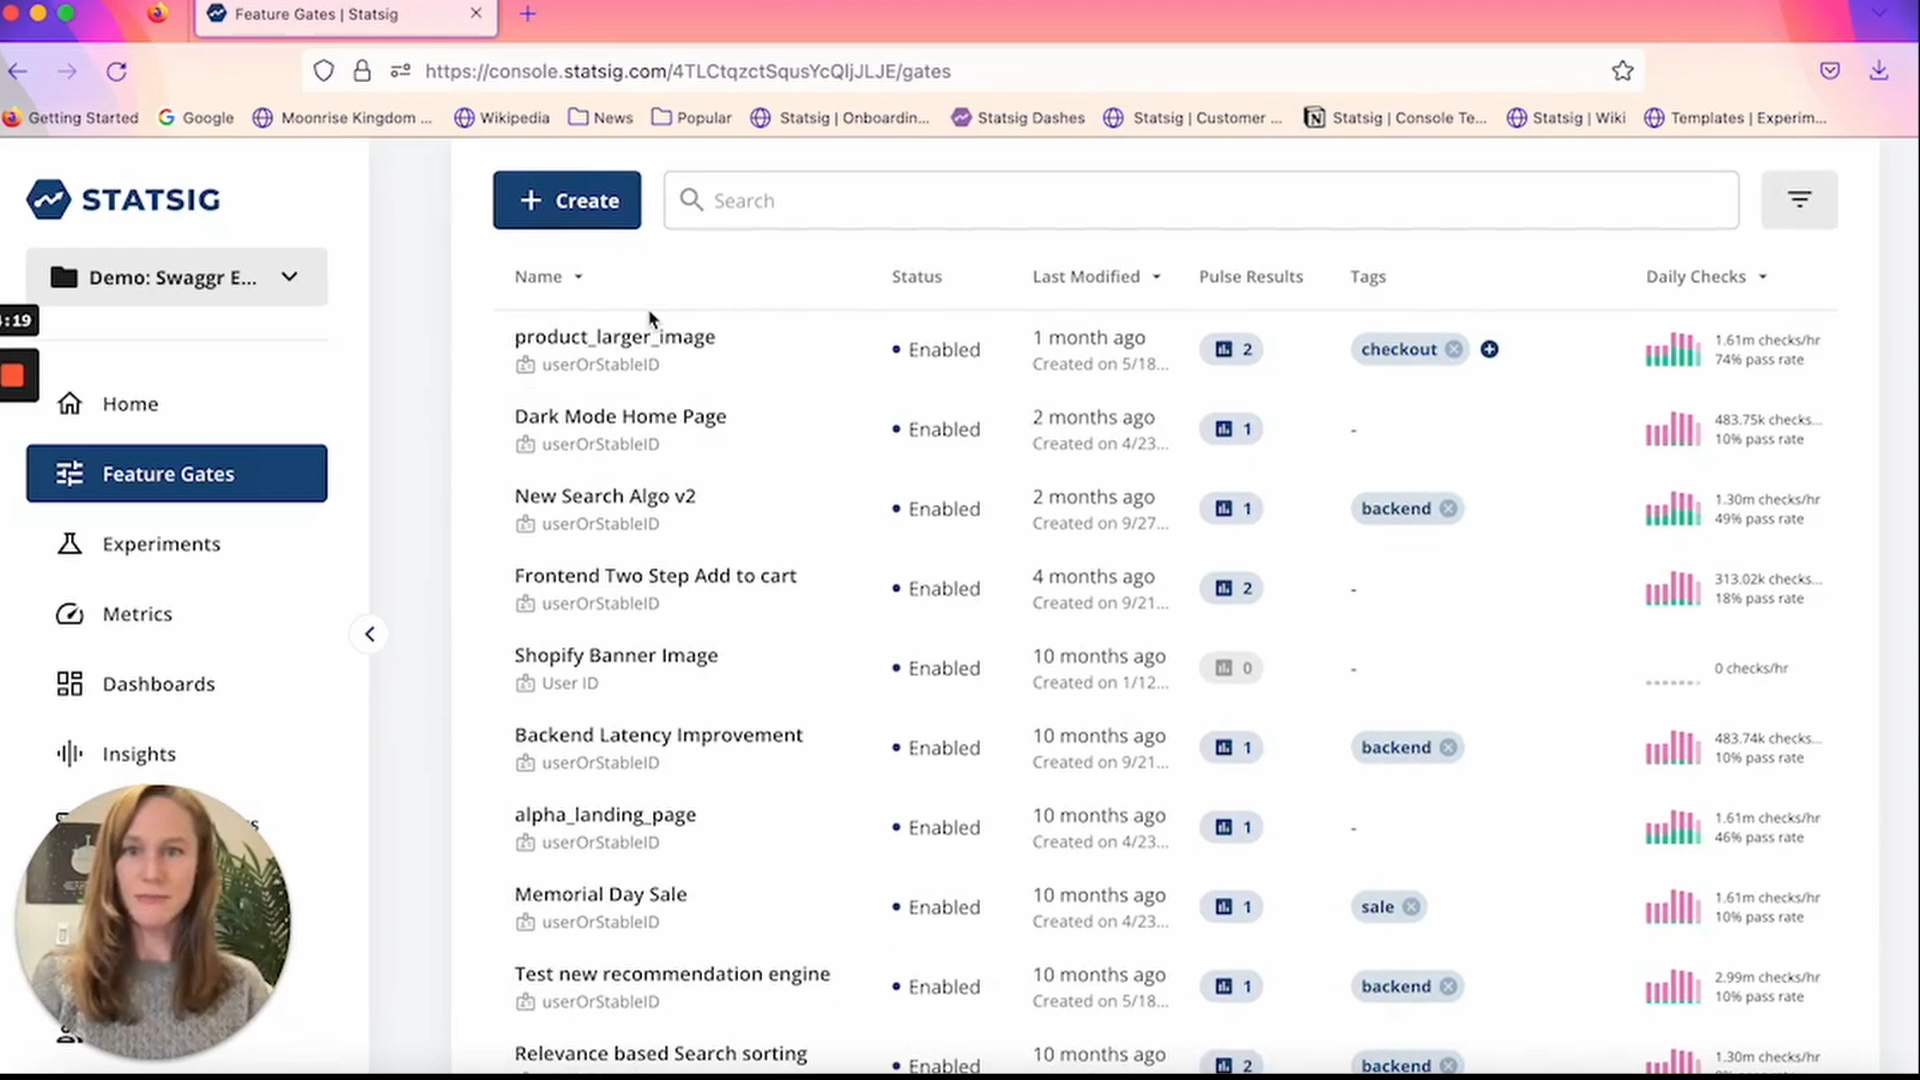 Feature Gates | Statsig
https://console.statsig.com/4TLCtqzctSqusYcQljJLJE/gates
Getting Started
Google
Moonrise Kingdom ...
Wikipedia
News
Popular
Statsig | Onboardin...
Statsig Dashes
Statsig | Customer ...
Statsig | Console Te...
Statsig | Wiki
Templates | Experim...
STATSIG
Demo: Swaggr E...
:19
Home
Feature Gates
Experiments
Metrics
Dashboards
Insights
+ Create
Search
Name Status Last Modified Pulse Results Tags Daily Checks
product_larger_image
userOrStableID
Enabled
1 month ago
Created on 5/18...
2
checkout
1.61m checks/hr
74% pass rate
Dark Mode Home Page
userOrStableID
Enabled
2 months ago
Created on 4/23...
1
-
483.75k checks...
10% pass rate
New Search Algo v2
userOrStableID
Enabled
2 months ago
Created on 9/27...
1
backend
1.30m checks/hr
49% pass rate
Frontend Two Step Add to cart
userOrStableID
Enabled
4 months ago
Created on 9/21...
2
-
313.02k checks...
18% pass rate
Shopify Banner Image
User ID
Enabled
10 months ago
Created on 1/12...
0
-
0 checks/hr
Backend Latency Improvement
userOrStableID
Enabled
10 months ago
Created on 9/21...
1
backend
483.74k checks...
10% pass rate
alpha_landing_page
userOrStableID
Enabled
10 months ago
Created on 4/23...
1
-
1.61m checks/hr
46% pass rate
Memorial Day Sale
userOrStableID
Enabled
10 months ago
Created on 4/23...
1
sale
1.61m checks/hr
10% pass rate
Test new recommendation engine
userOrStableID
Enabled
10 months ago
Created on 5/18...
1
backend
2.99m checks/hr
10% pass rate
Relevance based Search sorting
Enabled
10 months ago
2
backend
1.30m checks/hr